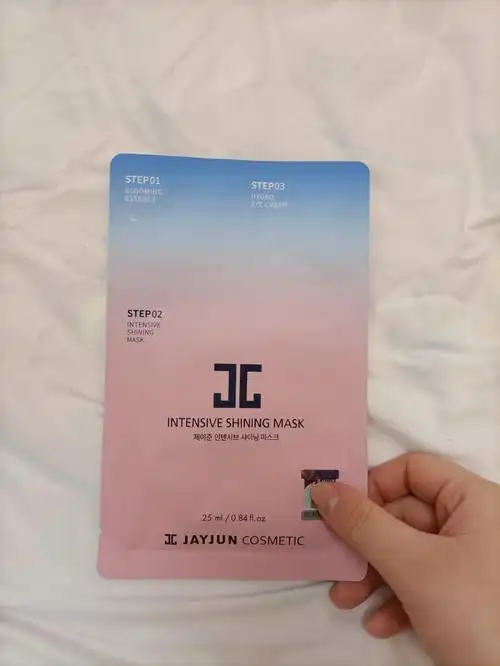 STEP01
BLOOMING
ESSENCE
STEP03
HYDRO
EYE CREAM
STEP02
INTENSIVE
SHINING
MASK
INTENSIVE SHINING MASK
제이준 인텐시브 샤이닝 마스크
25 ml / 0.84 fl.oz
JAYJUN COSMETIC